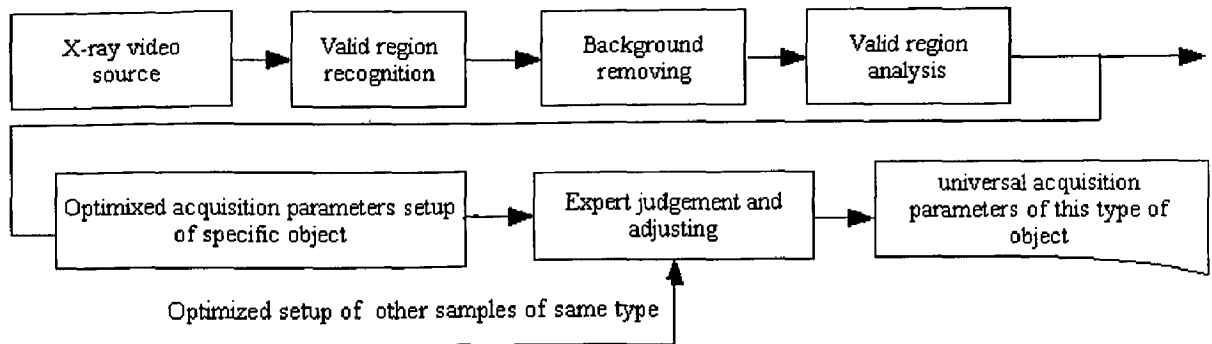 X-ray video
source
Valid region
recognition
Background
removing
Valid region
analysis
Optimixed acquisition parameters setup
of specific object
Expert judgement and
adjusting
universal acquisition
parameters of this type of
object
Optimized setup of other samples of same type